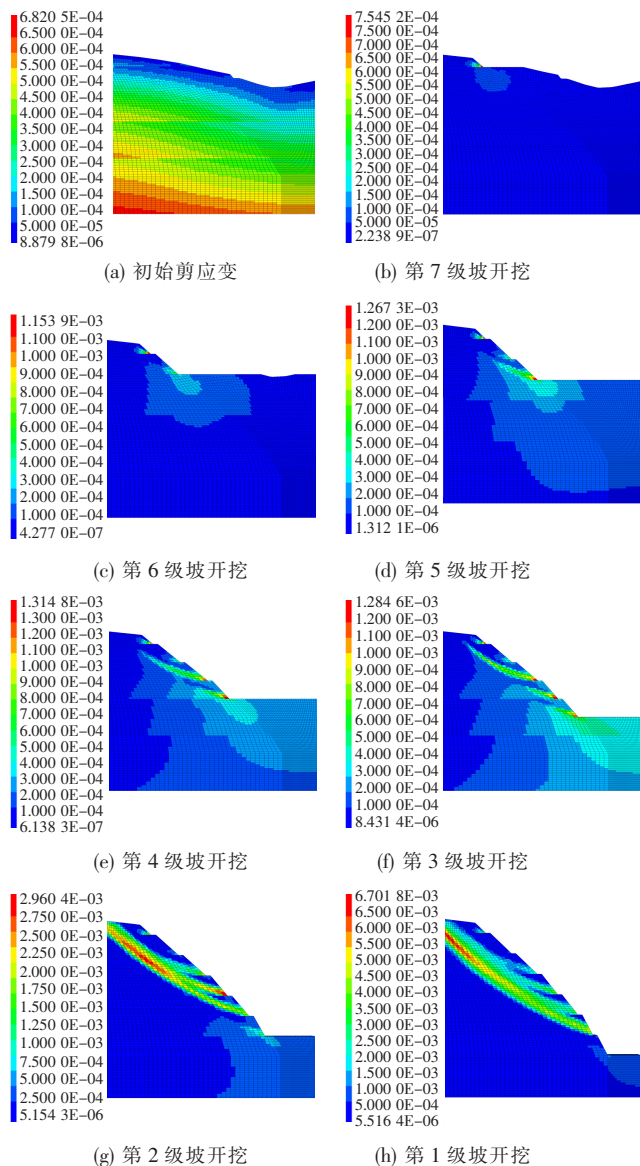 6.820 5E-04
6.500 0E-04
6.000 0E-04
5.500 0E-04
5.000 0E-04
4.500 0E-04
4.000 0E-04
3.500 0E-04
3.000 0E-04
2.500 0E-04
2.000 0E-04
1.500 0E-04
1.000 0E-04
5.000 0E-05
8.879 8E-06
(a) 初始剪应变
7.545 2E-04
7.500 0E-04
7.000 0E-04
6.500 0E-04
6.000 0E-04
5.500 0E-04
5.000 0E-04
4.500 0E-04
4.000 0E-04
3.500 0E-04
3.000 0E-04
2.500 0E-04
2.000 0E-04
1.500 0E-04
1.000 0E-04
5.000 0E-05
2.238 9E-07
(b) 第 7 级坡开挖
1.153 9E-03
1.100 0E-03
1.000 0E-03
9.000 0E-04
8.000 0E-04
7.000 0E-04
6.000 0E-04
5.000 0E-04
4.000 0E-04
3.000 0E-04
2.000 0E-04
1.000 0E-04
4.277 0E-07
(c) 第 6 级坡开挖
1.267 3E-03
1.200 0E-03
1.100 0E-03
1.000 0E-03
9.000 0E-04
8.000 0E-04
7.000 0E-04
6.000 0E-04
5.000 0E-04
4.000 0E-04
3.000 0E-04
2.000 0E-04
1.000 0E-04
1.312 1E-06
(d) 第 5 级坡开挖
1.314 8E-03
1.300 0E-03
1.200 0E-03
1.100 0E-03
1.000 0E-03
9.000 0E-04
8.000 0E-04
7.000 0E-04
6.000 0E-04
5.000 0E-04
4.000 0E-04
3.000 0E-04
2.000 0E-04
1.000 0E-04
6.138 3E-07
(e) 第 4 级坡开挖
1.284 6E-03
1.200 0E-03
1.100 0E-03
1.000 0E-03
9.000 0E-04
8.000 0E-04
7.000 0E-04
6.000 0E-04
5.000 0E-04
4.000 0E-04
3.000 0E-04
2.000 0E-04
1.000 0E-04
8.431 4E-06
(f) 第 3 级坡开挖
2.960 4E-03
2.750 0E-03
2.500 0E-03
2.250 0E-03
2.000 0E-03
1.750 0E-03
1.500 0E-03
1.250 0E-03
1.000 0E-03
7.500 0E-04
5.000 0E-04
2.500 0E-04
5.154 3E-06
(g) 第 2 级坡开挖
6.701 8E-03
6.500 0E-03
6.000 0E-03
5.500 0E-03
5.000 0E-03
4.500 0E-03
4.000 0E-03
3.500 0E-03
3.000 0E-03
2.500 0E-03
2.000 0E-03
1.500 0E-03
1.000 0E-03
5.000 0E-04
5.516 4E-06
(h) 第 1 级坡开挖